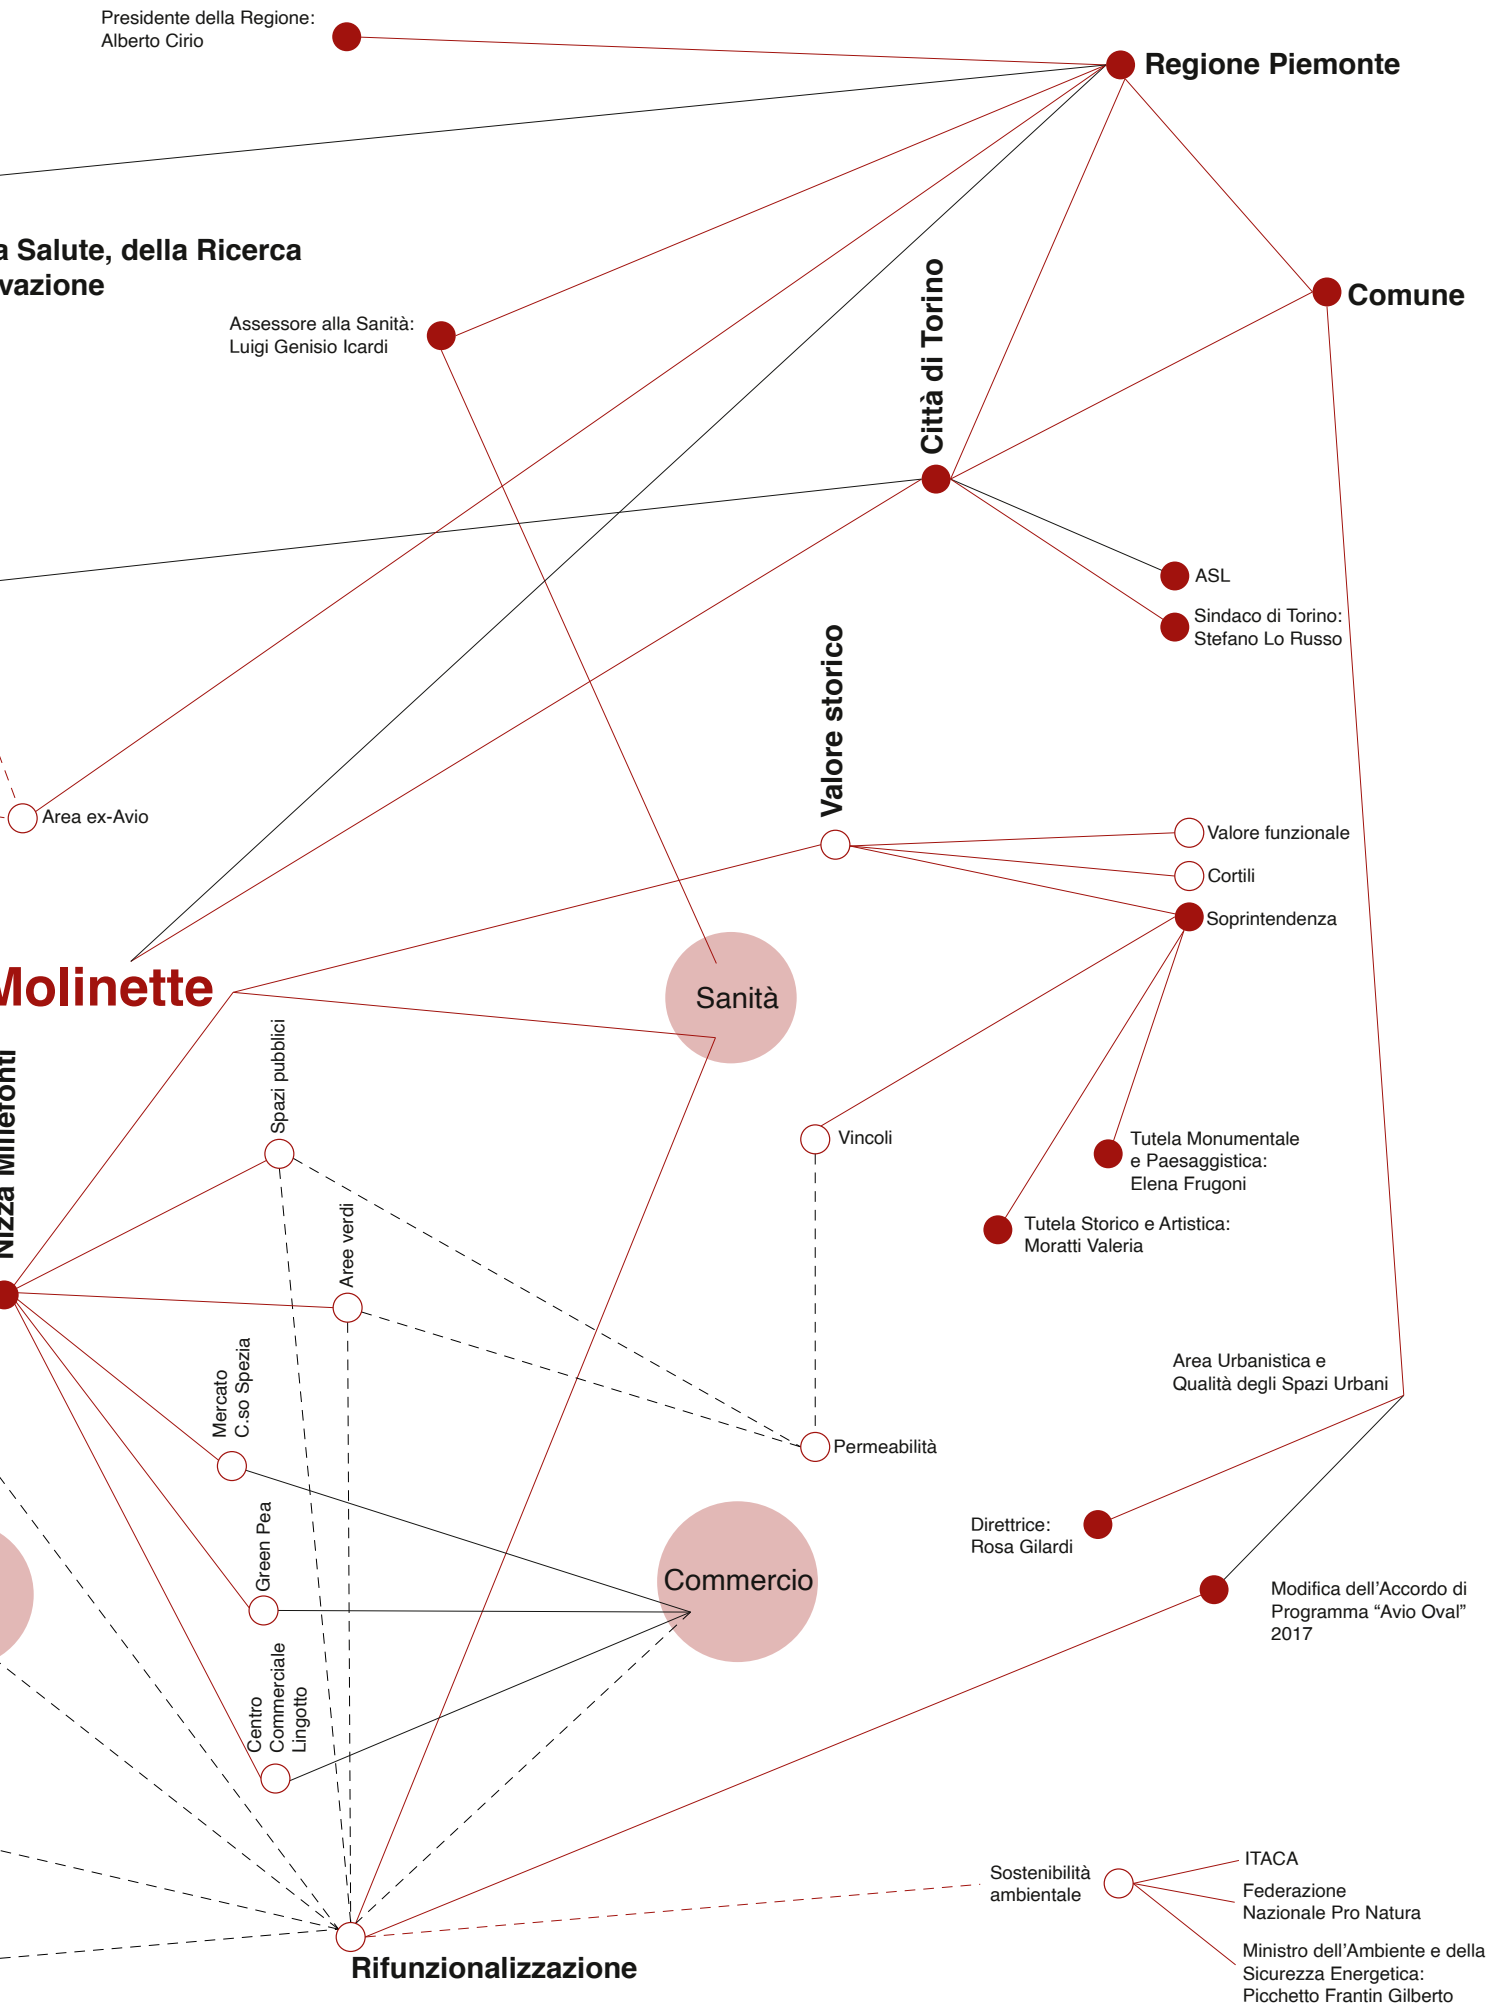 Presidente della Regione:
Alberto Cirio
Regione Piemonte
a Salute, della Ricerca
vazione
Comune
Assessore alla Sanità:
Luigi Genisio Icardi
Città di Torino
ASL
Sindaco di Torino:
Stefano Lo Russo
Valore storico
Area ex-Avio
Valore funzionale
Cortili
Soprintendenza
Molinette
Sanità
Nizza Millefonti
Spazi pubblici
Vincoli
Tutela Monumentale
e Paesaggistica:
Elena Frugoni
Aree verdi
Tutela Storico e Artistica:
Moratti Valeria
Mercato
C.so Spezia
Area Urbanistica e
Qualità degli Spazi Urbani
Permeabilità
Green Pea
Direttrice:
Rosa Gilardi
Commercio
Modifica dell'Accordo di
Programma “Avio Oval”
2017
Centro
Commerciale
Lingotto
Sostenibilità
ambientale
ITACA
Federazione
Nazionale Pro Natura
Rifunzionalizzazione
Ministro dell'Ambiente e della
Sicurezza Energetica:
Picchetto Frantin Gilberto